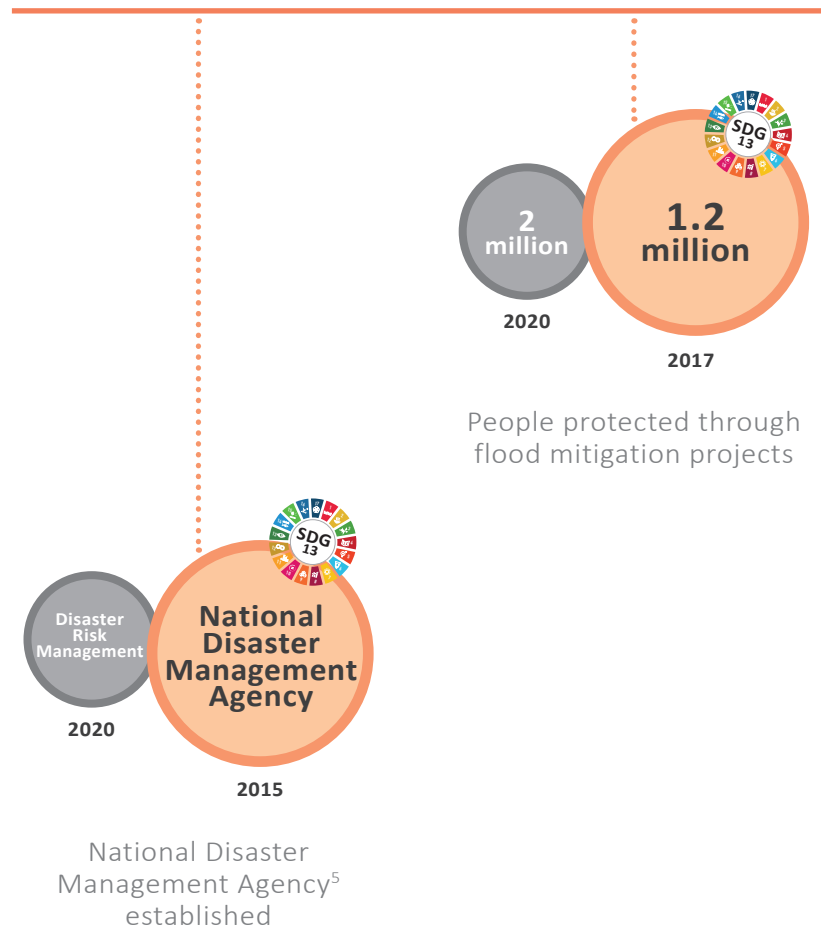 SDG
13
2
million
1.2
million
2020
2017
People protected through
flood mitigation projects
SDG
13
Disaster
Risk
Management
National
Disaster
Management
Agency
2020
2015
National Disaster
Management Agency⁵
established